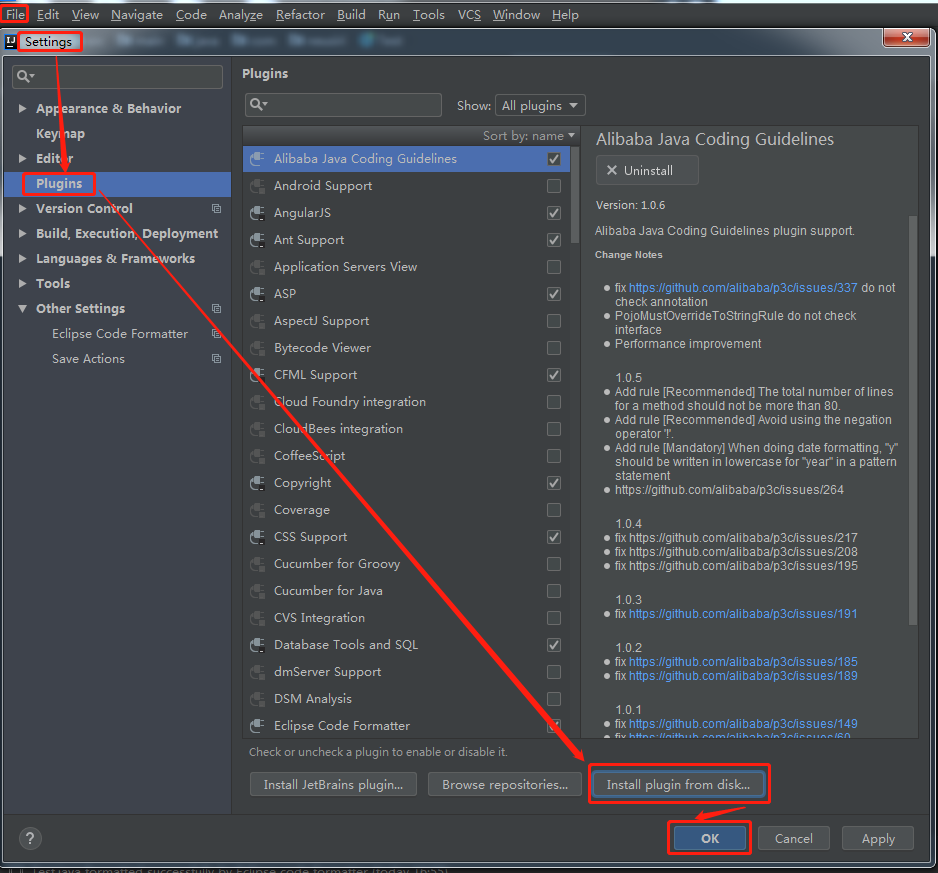 File Edit View Navigate Code Analyze Refactor Build Run Tools VCS Window Help
Settings
Plugins
Show: All plugins
Appearance & Behavior
Keymap
Editor
Plugins
Version Control
Build, Execution, Deployment
Languages & Frameworks
Tools
Other Settings
Eclipse Code Formatter
Save Actions
Sort by: name
Alibaba Java Coding Guidelines
Android Support
AngularJS
Ant Support
Application Servers View
ASP
AspectJ Support
Bytecode Viewer
CFML Support
Cloud Foundry integration
CloudBees integration
CoffeeScript
Copyright
Coverage
CSS Support
Cucumber for Groovy
Cucumber for Java
CVS Integration
Database Tools and SQL
dmServer Support
DSM Analysis
Eclipse Code Formatter
Check or uncheck a plugin to enable or disable it.
Install JetBrains plugin... Browse repositories... Install plugin from disk...
Alibaba Java Coding Guidelines
Uninstall
Version: 1.0.6
Alibaba Java Coding Guidelines plugin support.
Change Notes
fix https://github.com/alibaba/p3c/issues/337 do not
check annotation
PojoMustOverrideToStringRule do not check
interface
Performance improvement
1.0.5
Add rule [Recommended] The total number of lines
for a method should not be more than 80.
Add rule [Recommended] Avoid using the negation
operator '!'.
Add rule [Mandatory] When doing date formatting, "y"
should be written in lowercase for "year" in a pattern
statement
https://github.com/alibaba/p3c/issues/264
1.0.4
fix https://github.com/alibaba/p3c/issues/217
fix https://github.com/alibaba/p3c/issues/208
fix https://github.com/alibaba/p3c/issues/195
1.0.3
fix https://github.com/alibaba/p3c/issues/191
1.0.2
fix https://github.com/alibaba/p3c/issues/185
fix https://github.com/alibaba/p3c/issues/189
1.0.1
fix https://github.com/alibaba/p3c/issues/149
fix https://github.com/alibaba/p3c/issues/60
?
OK Cancel Apply
Test.java formatted successfully by Eclipse code formatter (today 16:55)